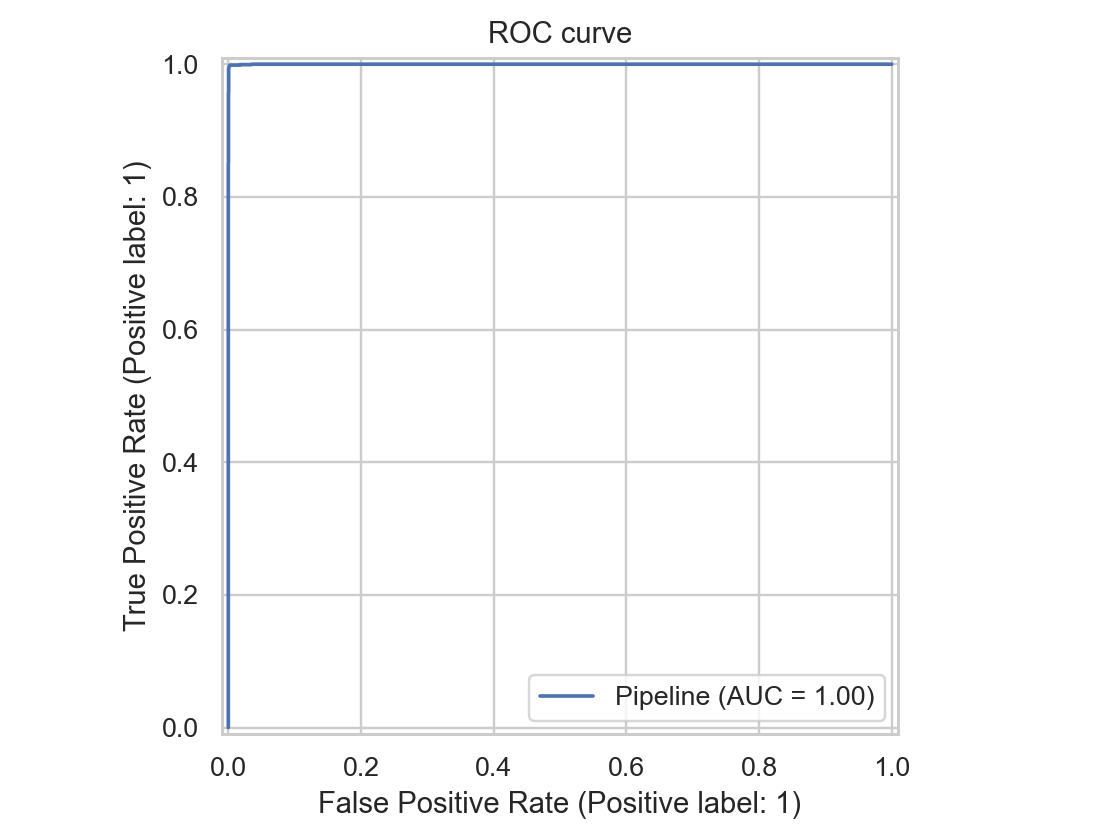 ROC curve
True Positive Rate (Positive label: 1)
1.0
0.8
0.6
0.4
0.2
0.0
Pipeline (AUC = 1.00)
0.0 0.2 0.4 0.6 0.8 1.0
False Positive Rate (Positive label: 1)